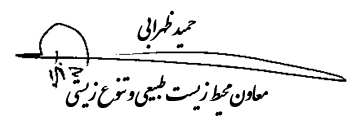 حمید ظهرابی
معاون محیط زیست طبیعی و تنوع زیستی